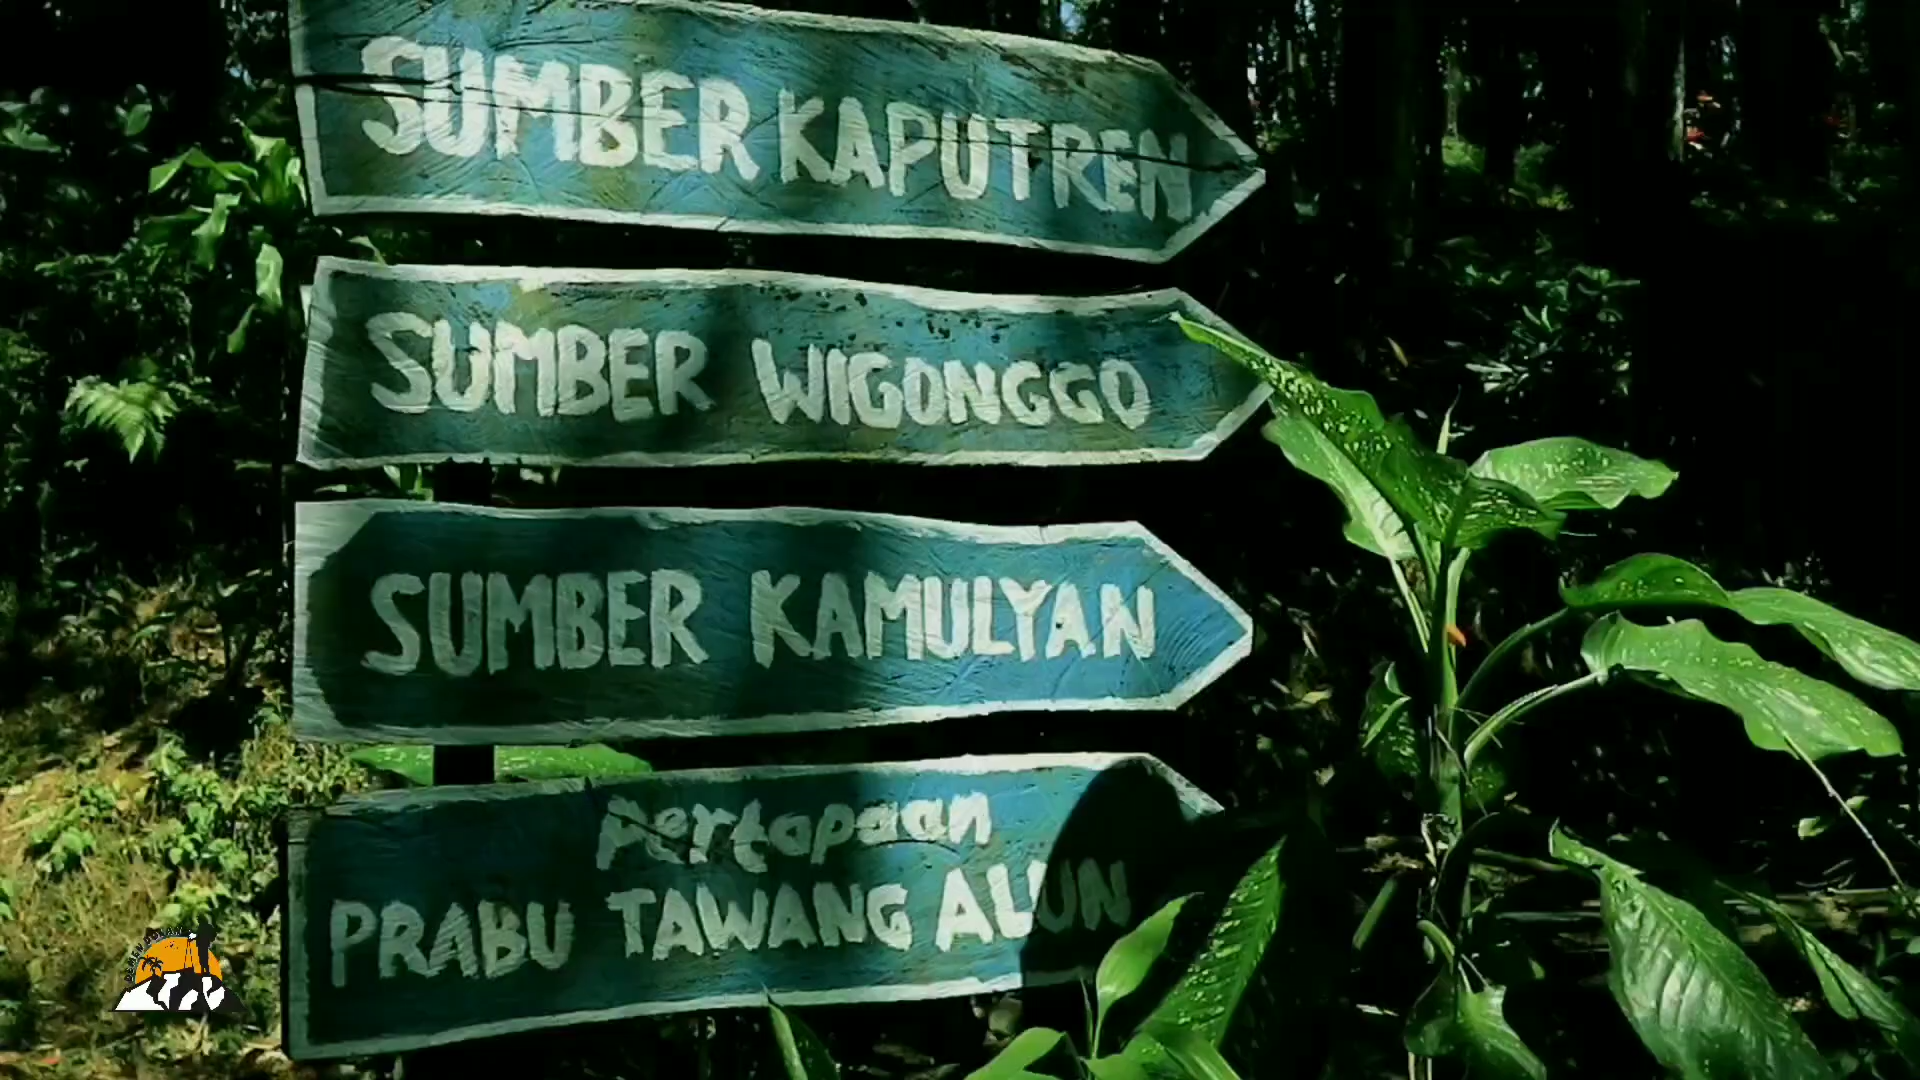 SUMBER KAPUTREN
SUMBER WIGONGGO
SUMBER KAMULYAN
Pertapaan
PRABU TAWANG ALUN